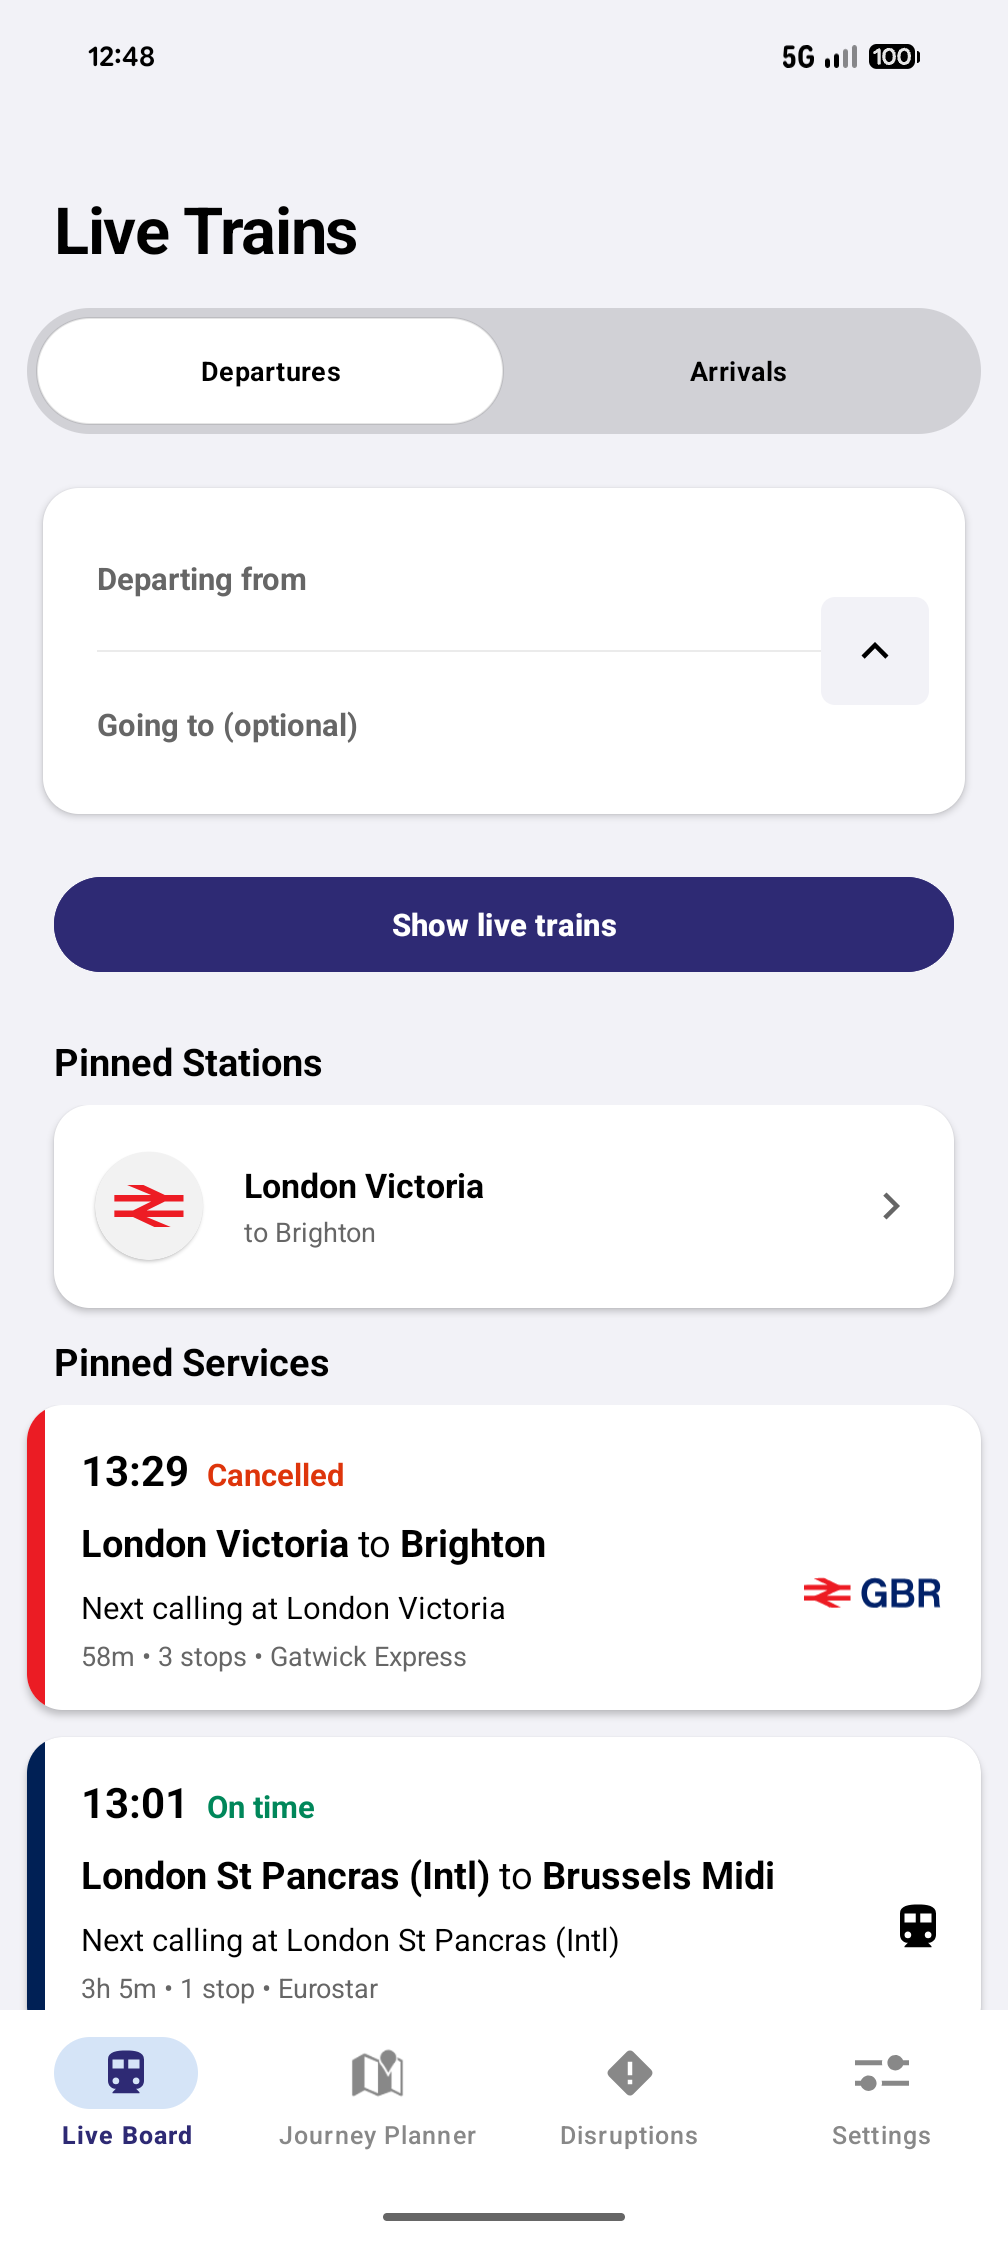 12:48
5G 100
Live Trains
Departures
Arrivals
Departing from
Going to (optional)
Show live trains
Pinned Stations
London Victoria
to Brighton
Pinned Services
13:29 Cancelled
London Victoria to Brighton
Next calling at London Victoria
GBR
58m • 3 stops • Gatwick Express
13:01 On time
London St Pancras (Intl) to Brussels Midi
Next calling at London St Pancras (Intl)
3h 5m • 1 stop • Eurostar
Live Board
Journey Planner
Disruptions
Settings